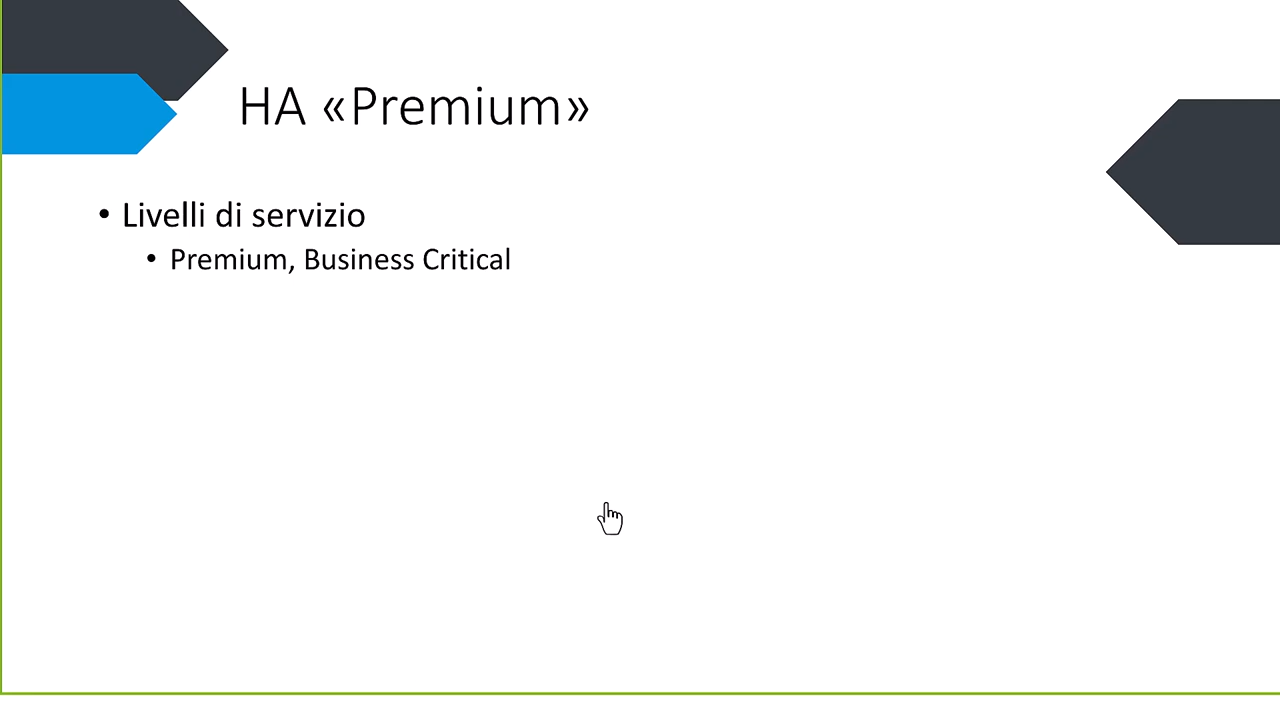 HA «Premium»
• Livelli di servizio
• Premium, Business Critical